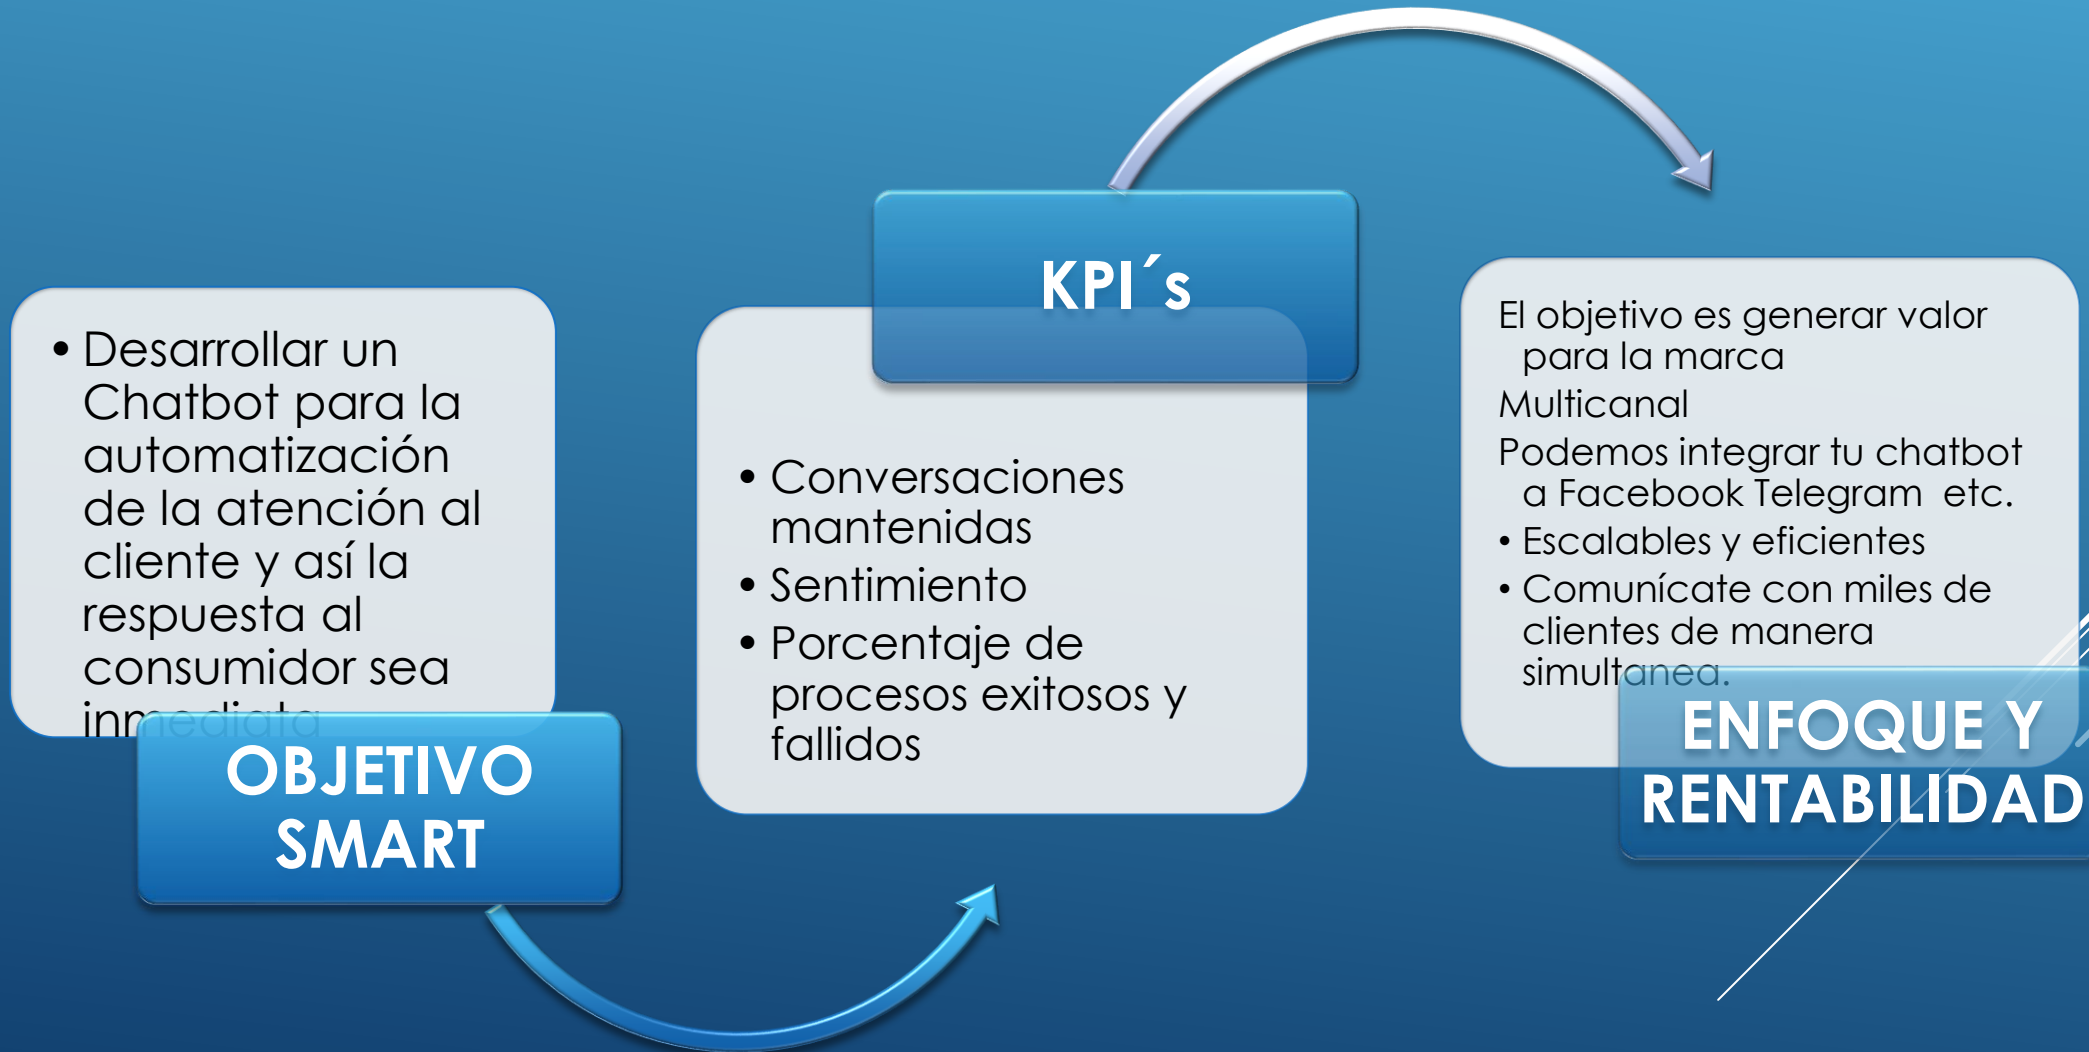 • Desarrollar un
Chatbot para la
automatización
de la atención al
cliente y así la
respuesta al
consumidor sea
inmediata
OBJETIVO
SMART
KPI´s
• Conversaciones
mantenidas
• Sentimiento
• Porcentaje de
procesos exitosos y
fallidos
El objetivo es generar valor
para la marca
Multicanal
Podemos integrar tu chatbot
a Facebook Telegram  etc.
• Escalables y eficientes
• Comunícate con miles de
clientes de manera
simultanea.
ENFOQUE Y
RENTABILIDAD